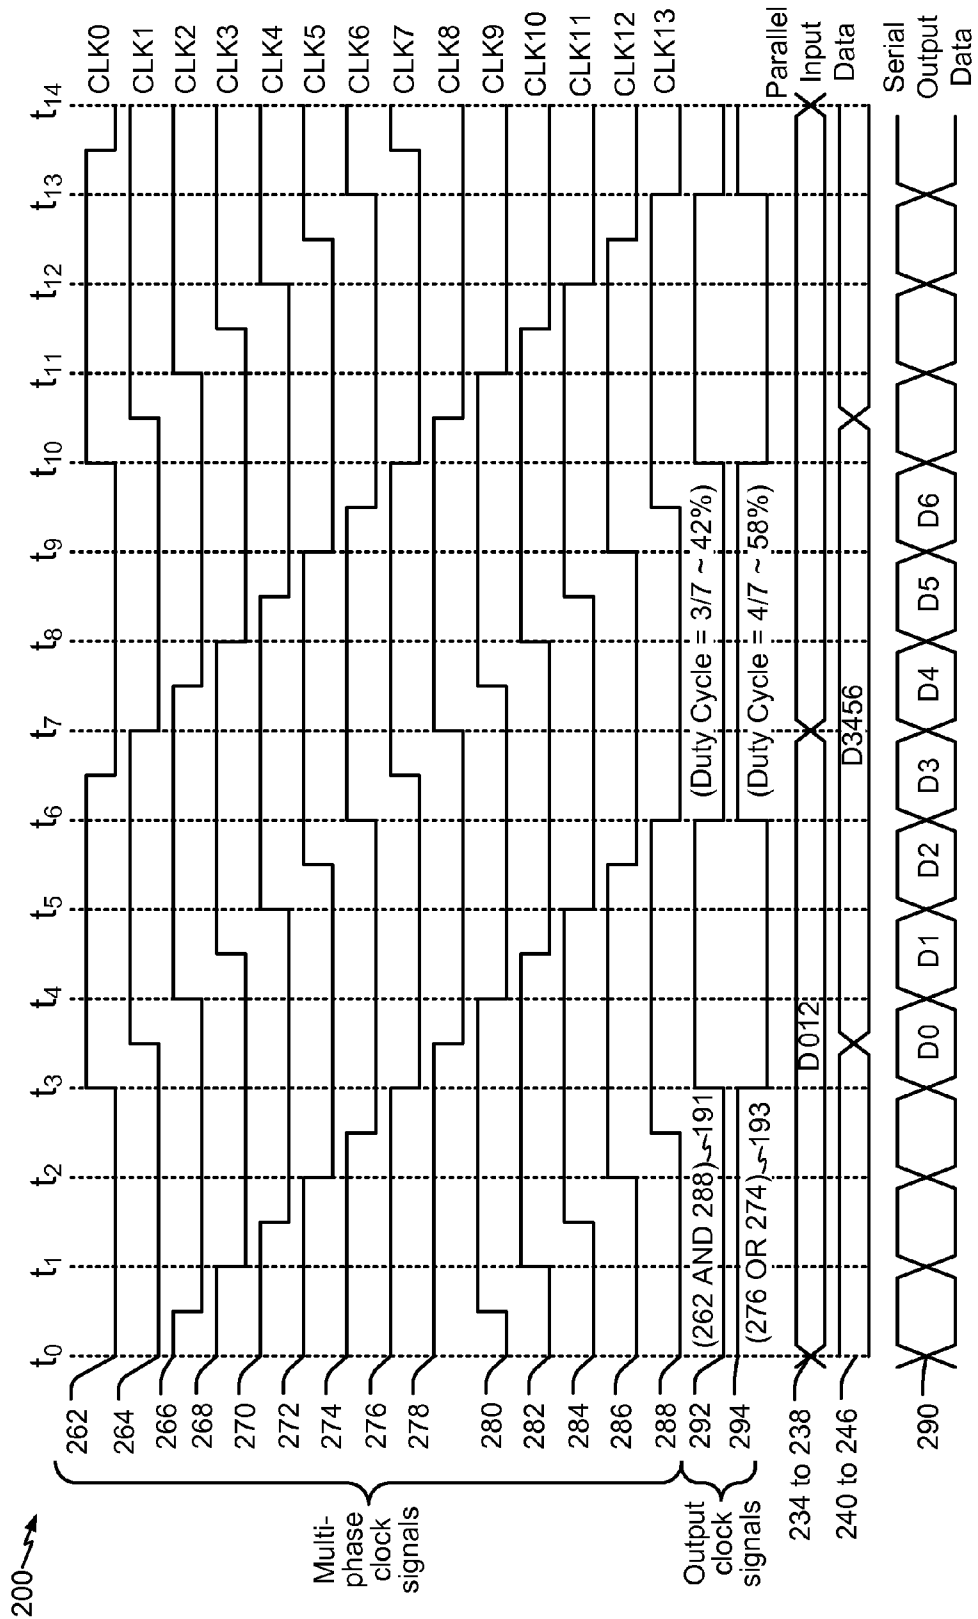 200
t0 t1 t2 t3 t4 t5 t6 t7 t8 t9 t10 t11 t12 t13 t14
262 CLK0
264 CLK1
266 CLK2
268 CLK3
270 CLK4
272 CLK5
274 CLK6
276 CLK7
278 CLK8
280 CLK9
282 CLK10
284 CLK11
286 CLK12
288 CLK13
Multi-
phase
clock
signals
292 (262 AND 288) 191 (Duty Cycle = 3/7 ~ 42%)
294 (276 OR 274) 193 (Duty Cycle = 4/7 ~ 58%)
Output
clock
signals
234 to 238 D012
240 to 246 D3456
Parallel
Input
Data
290 D0 D1 D2 D3 D4 D5 D6
Serial
Output
Data